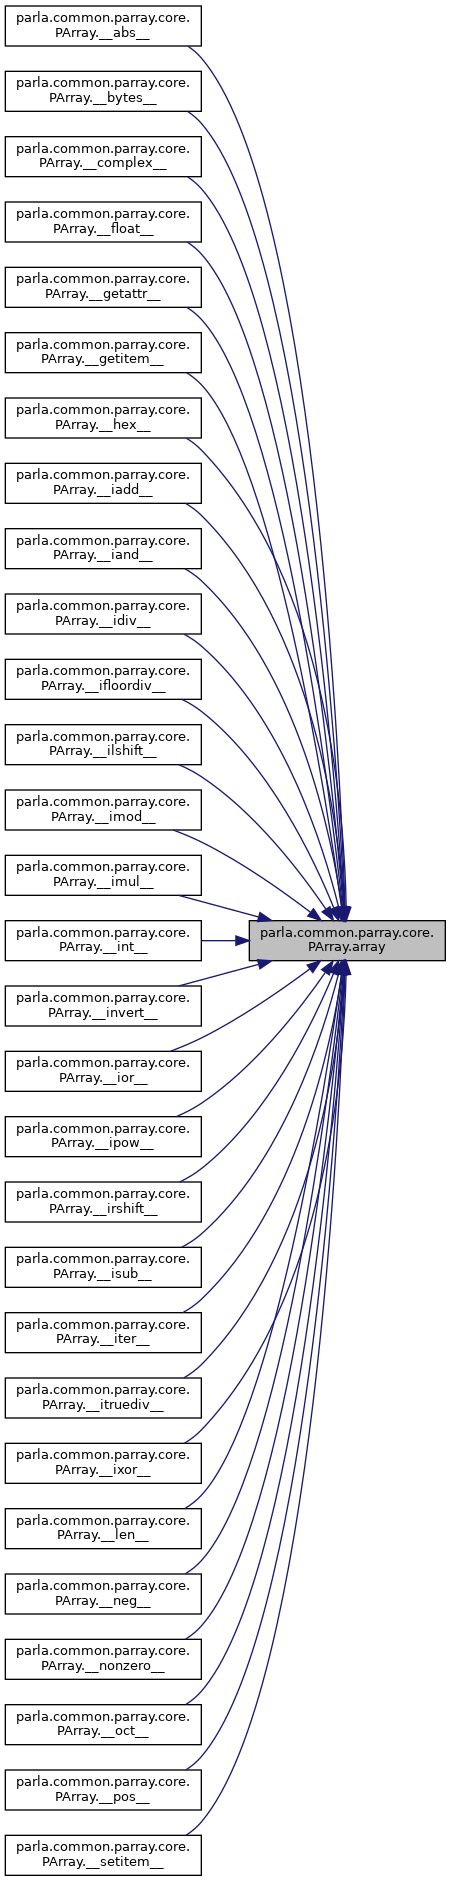 parla.common.parray.core.
PArray.__abs__
parla.common.parray.core.
PArray.__bytes__
parla.common.parray.core.
PArray.__complex__
parla.common.parray.core.
PArray.__float__
parla.common.parray.core.
PArray.__getattr__
parla.common.parray.core.
PArray.__getitem__
parla.common.parray.core.
PArray.__hex__
parla.common.parray.core.
PArray.__iadd__
parla.common.parray.core.
PArray.__iand__
parla.common.parray.core.
PArray.__idiv__
parla.common.parray.core.
PArray.__ifloordiv__
parla.common.parray.core.
PArray.__ilshift__
parla.common.parray.core.
PArray.__imod__
parla.common.parray.core.
PArray.__imul__
parla.common.parray.core.
PArray.__int__
parla.common.parray.core.
PArray.array
parla.common.parray.core.
PArray.__invert__
parla.common.parray.core.
PArray.__ior__
parla.common.parray.core.
PArray.__ipow__
parla.common.parray.core.
PArray.__irshift__
parla.common.parray.core.
PArray.__isub__
parla.common.parray.core.
PArray.__iter__
parla.common.parray.core.
PArray.__itruediv__
parla.common.parray.core.
PArray.__ixor__
parla.common.parray.core.
PArray.__len__
parla.common.parray.core.
PArray.__neg__
parla.common.parray.core.
PArray.__nonzero__
parla.common.parray.core.
PArray.__oct__
parla.common.parray.core.
PArray.__pos__
parla.common.parray.core.
PArray.__setitem__